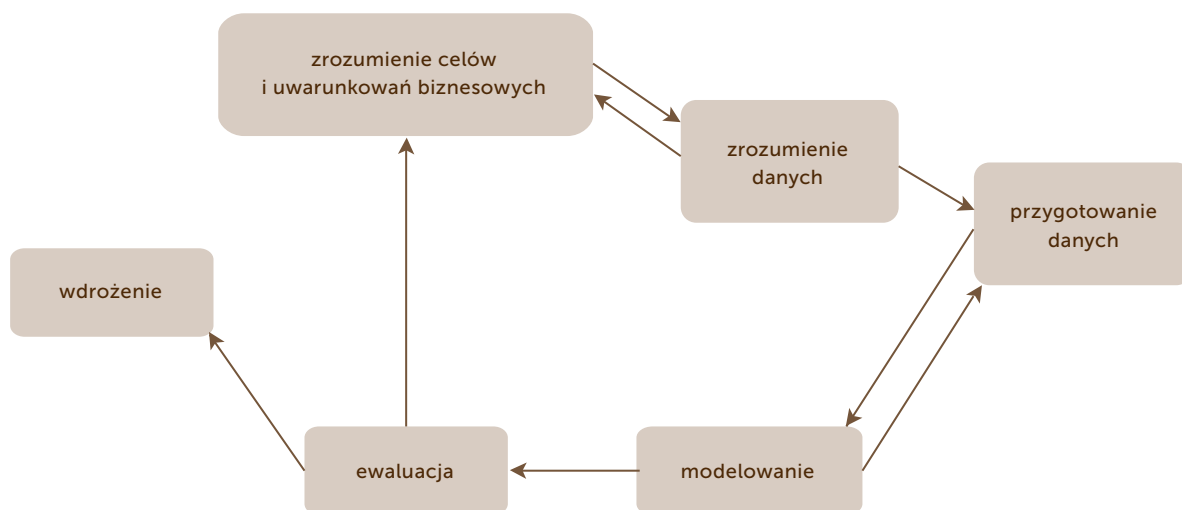 zrozumienie celów
i uwarunkowań biznesowych
zrozumienie
danych
przygotowanie
danych
wdrożenie
ewaluacja
modelowanie